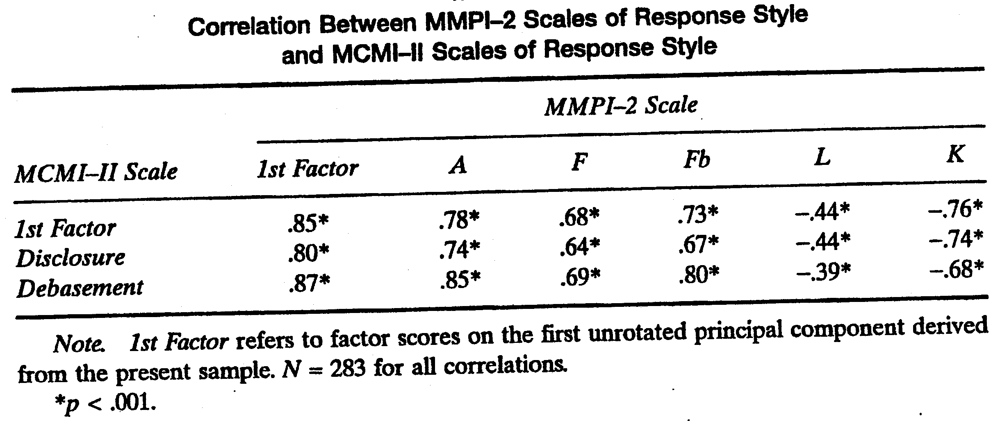 Correlation Between MMPI–2 Scales of Response Style
and MCMI–II Scales of Response Style
MMPI–2 Scale
MCMI–II Scale 1st Factor A F Fb L K
1st Factor .85* .78* .68* .73* –.44* –.76*
Disclosure .80* .74* .64* .67* –.44* –.74*
Debasement .87* .85* .69* .80* –.39* –.68*
Note. 1st Factor refers to factor scores on the first unrotated principal component derived
from the present sample. N = 283 for all correlations.
*p < .001.